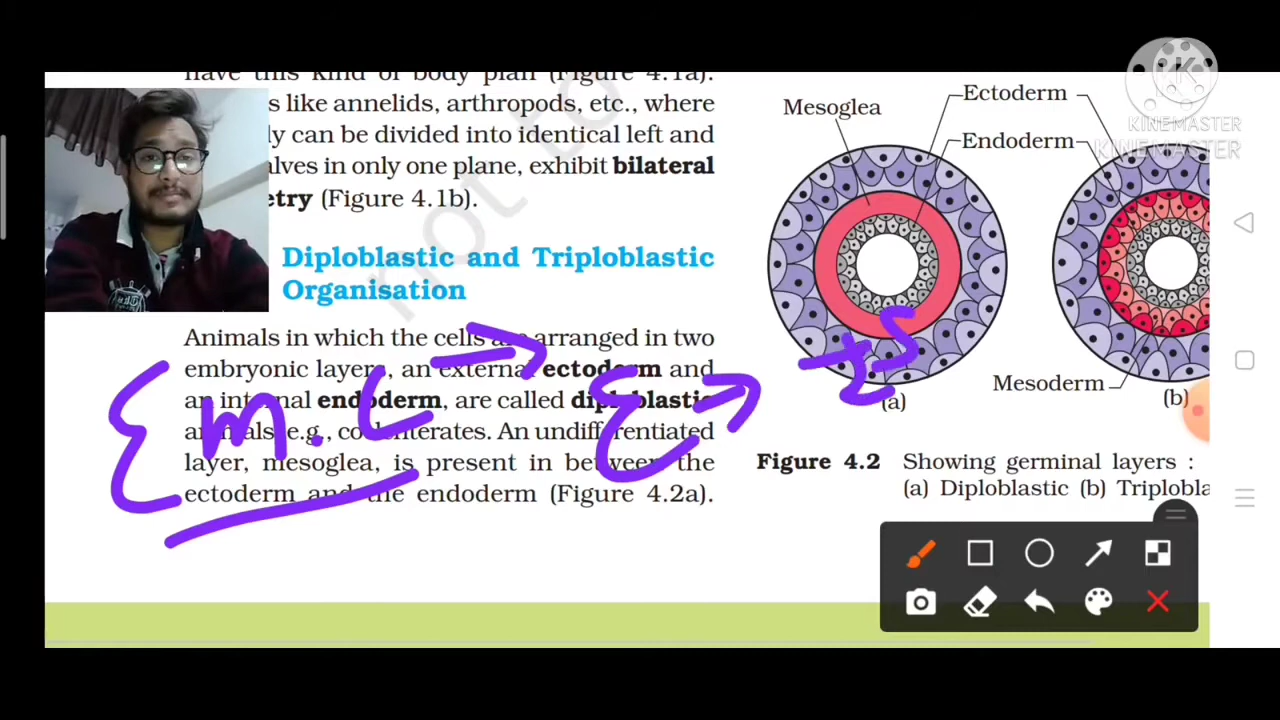 have this kind of body plan (Figure 4.1a).
s like annelids, arthropods, etc., where
ly can be divided into identical left and
alves in only one plane, exhibit bilateral
etry (Figure 4.1b).
Diploblastic and Triploblastic
Organisation
Animals in which the cells are arranged in two
embryonic layers, an external ectoderm and
an internal endoderm, are called diploblastic
animals, e.g., coelenterates. An undifferentiated
layer, mesoglea, is present in between the
ectoderm and the endoderm (Figure 4.2a).
not to
m.c
Mesoglea
Ectoderm
Endoderm
Mesoderm
(a)
(b)
Figure 4.2 Showing germinal layers :
(a) Diploblastic (b) Triplobla
KINEMASTER
KINEMASTER